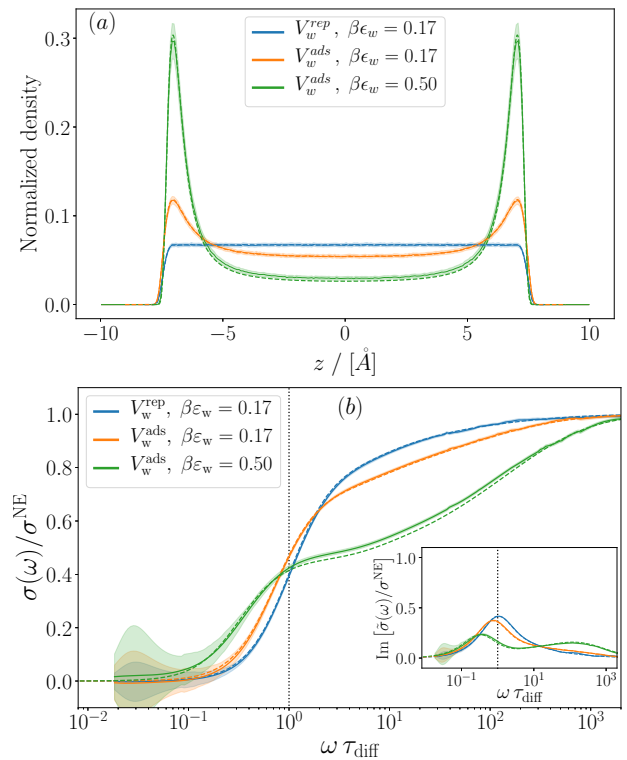 (a)
V_w^{rep}, βϵ_w = 0.17
V_w^{ads}, βϵ_w = 0.17
V_w^{ads}, βϵ_w = 0.50
Normalized density
0.3
0.2
0.1
0.0
−10 −5 0 5 10
z / [Å]
(b)
V_w^{rep}, βε_w = 0.17
V_w^{ads}, βε_w = 0.17
V_w^{ads}, βε_w = 0.50
σ(ω)/σ^{NE}
1.0
0.8
0.6
0.4
0.2
0.0
10^{−2} 10^{−1} 10^0 10^1 10^2 10^3
ω τ_{diff}
Im [σ̃(ω)/σ^{NE}]
1.0
0.5
0.0
10^{−1} 10^1 10^3
ω τ_{diff}